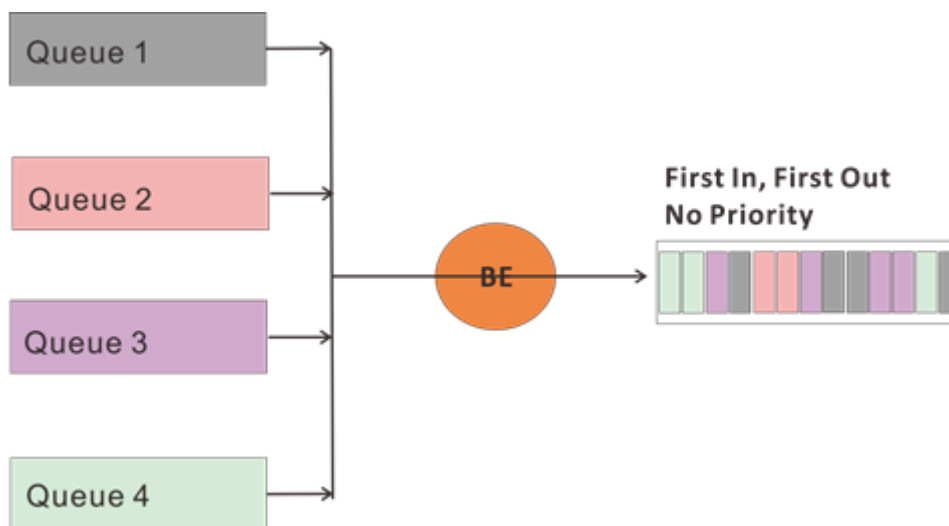 Queue 1
Queue 2
First In, First Out
No Priority
BE
Queue 3
Queue 4